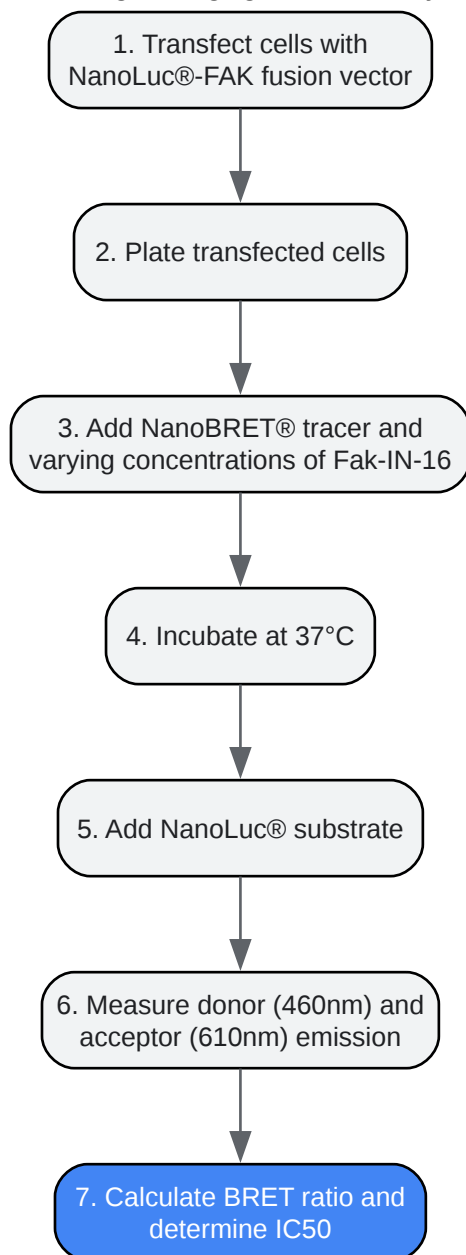 1. Transfect cells with
NanoLuc®-FAK fusion vector
2. Plate transfected cells
3. Add NanoBRET® tracer and
varying concentrations of Fak-IN-16
4. Incubate at 37°C
5. Add NanoLuc® substrate
6. Measure donor (460nm) and
acceptor (610nm) emission
7. Calculate BRET ratio and
determine IC50